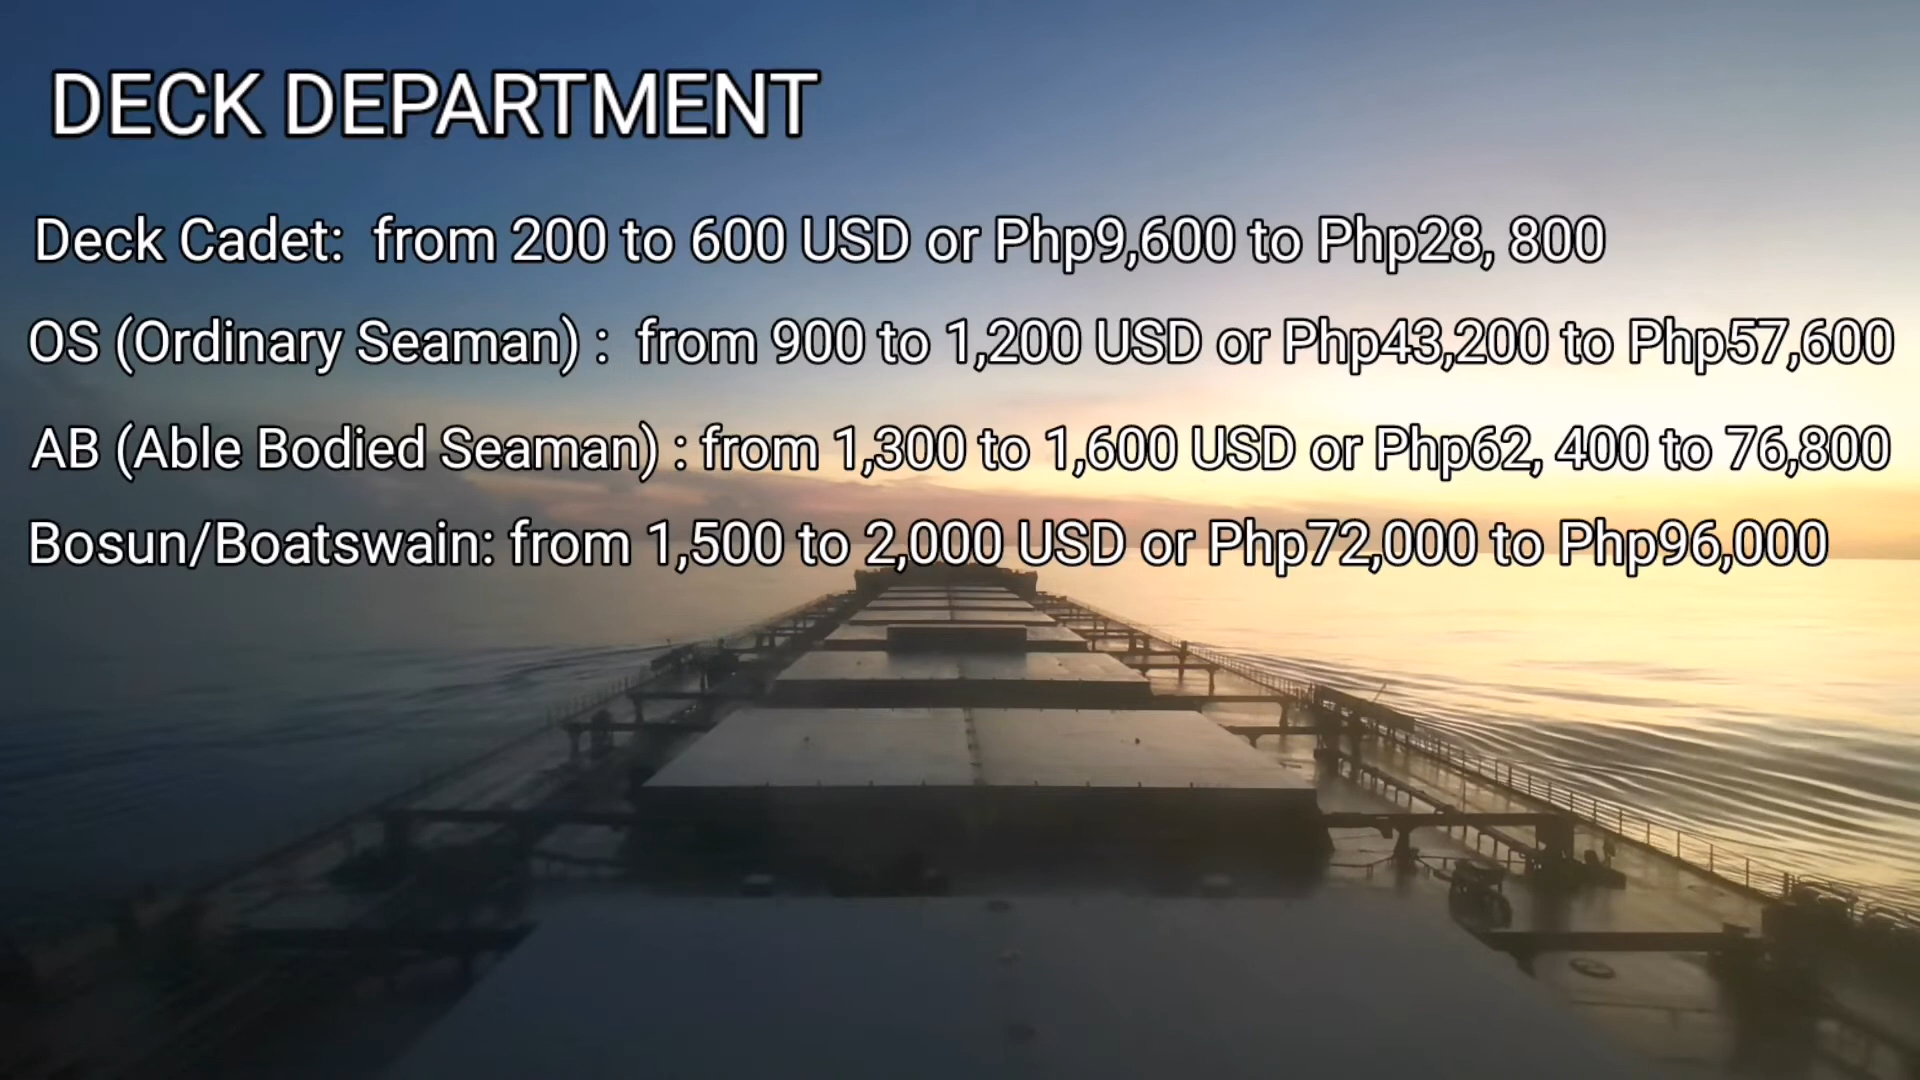 DECK DEPARTMENT
Deck Cadet: from 200 to 600 USD or Php9,600 to Php28, 800
OS (Ordinary Seaman) : from 900 to 1,200 USD or Php43,200 to Php57,600
AB (Able Bodied Seaman) : from 1,300 to 1,600 USD or Php62, 400 to 76,800
Bosun/Boatswain: from 1,500 to 2,000 USD or Php72,000 to Php96,000